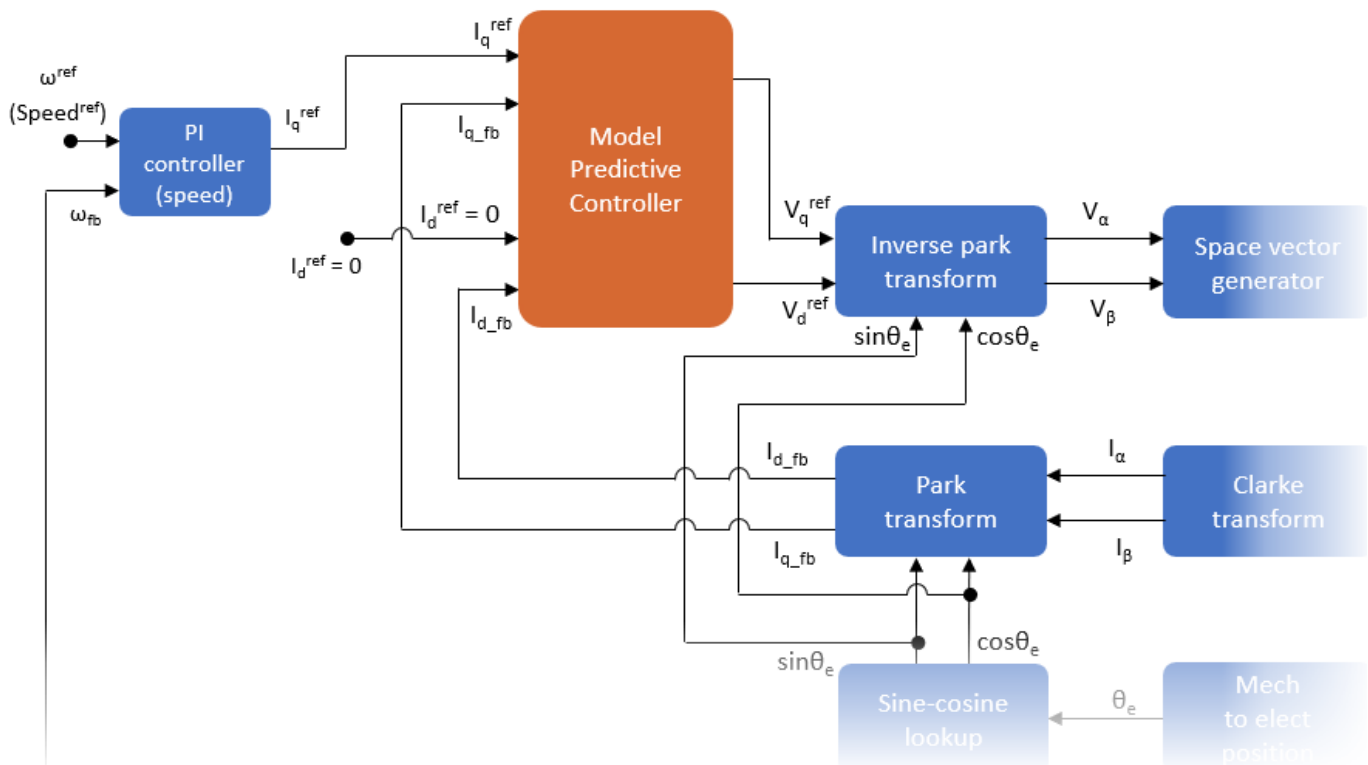 I_q^ref
ω^ref
(Speed^ref)
I_q^ref
PI
controller
(speed)
ω_fb
I_q_fb
Model
Predictive
Controller
I_d^ref = 0
I_d^ref = 0
I_d_fb
V_q^ref
V_d^ref
Inverse park
transform
V_α
V_β
Space vector
generator
sinθ_e
cosθ_e
I_d_fb
I_q_fb
Park
transform
I_α
I_β
Clarke
transform
sinθ_e
cosθ_e
Sine-cosine
lookup
θ_e
Mech
to elect
position